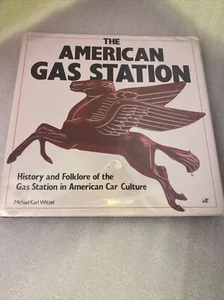 THE
AMERICAN
GAS STATION
History and Folklore of the
Gas Station in American Car Culture
Michael Karl Witzel